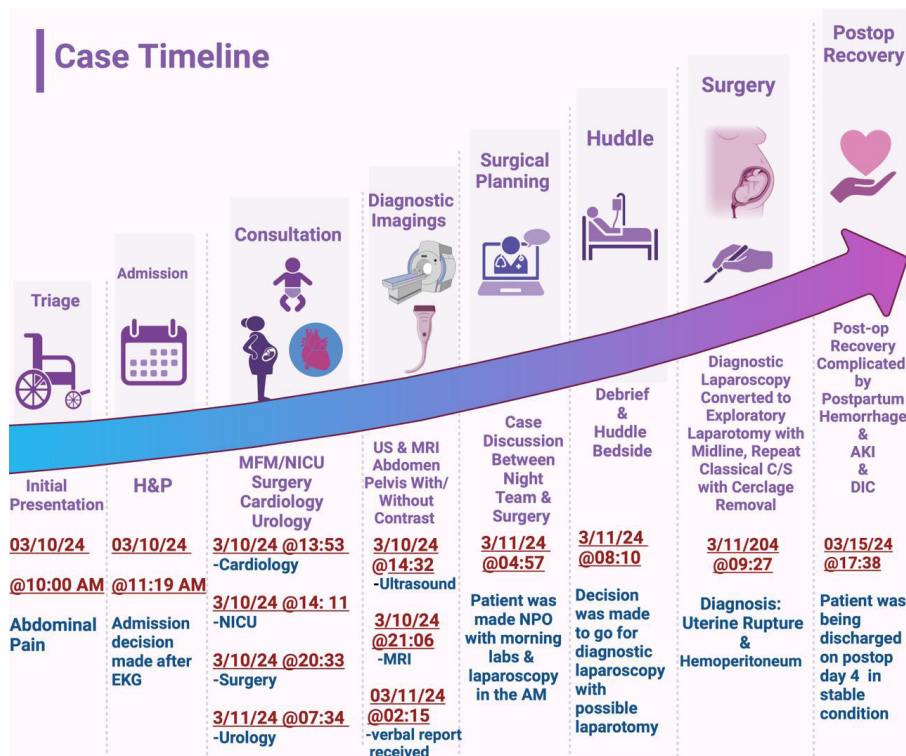 Case Timeline
Triage
Initial
Presentation
03/10/24
@10:00 AM
Abdominal
Pain
Admission
H&P
03/10/24
@11:19 AM
Admission
decision
made after
EKG
Consultation
MFM/NICU
Surgery
Cardiology
Urology
3/10/24 @13:53
-Cardiology
3/10/24 @14: 11
-NICU
3/10/24 @20:33
-Surgery
3/11/24 @07:34
-Urology
Diagnostic
Imagings
US & MRI
Abdomen
Pelvis With/
Without
Contrast
3/10/24
@14:32
-Ultrasound
3/10/24
@21:06
-MRI
03/11/24
@02:15
-verbal report
received
Surgical
Planning
Case
Discussion
Between
Night
Team &
Surgery
3/11/24
@04:57
Patient was
made NPO
with morning
labs &
laparoscopy
in the AM
Huddle
Debrief
&
Huddle
Bedside
3/11/24
@08:10
Decision
was made
to go for
diagnostic
laparoscopy
with
possible
laparotomy
Surgery
Diagnostic
Laparoscopy
Converted to
Exploratory
Laparotomy with
Midline, Repeat
Classical C/S
with Cerclage
Removal
3/11/204
@09:27
Diagnosis:
Uterine Rupture
&
Hemoperitoneum
Postop
Recovery
Post-op
Recovery
Complicated
by
Postpartum
Hemorrhage
&
AKI
&
DIC
03/15/24
@17:38
Patient was
being
discharged
on postop
day 4 in
stable
condition